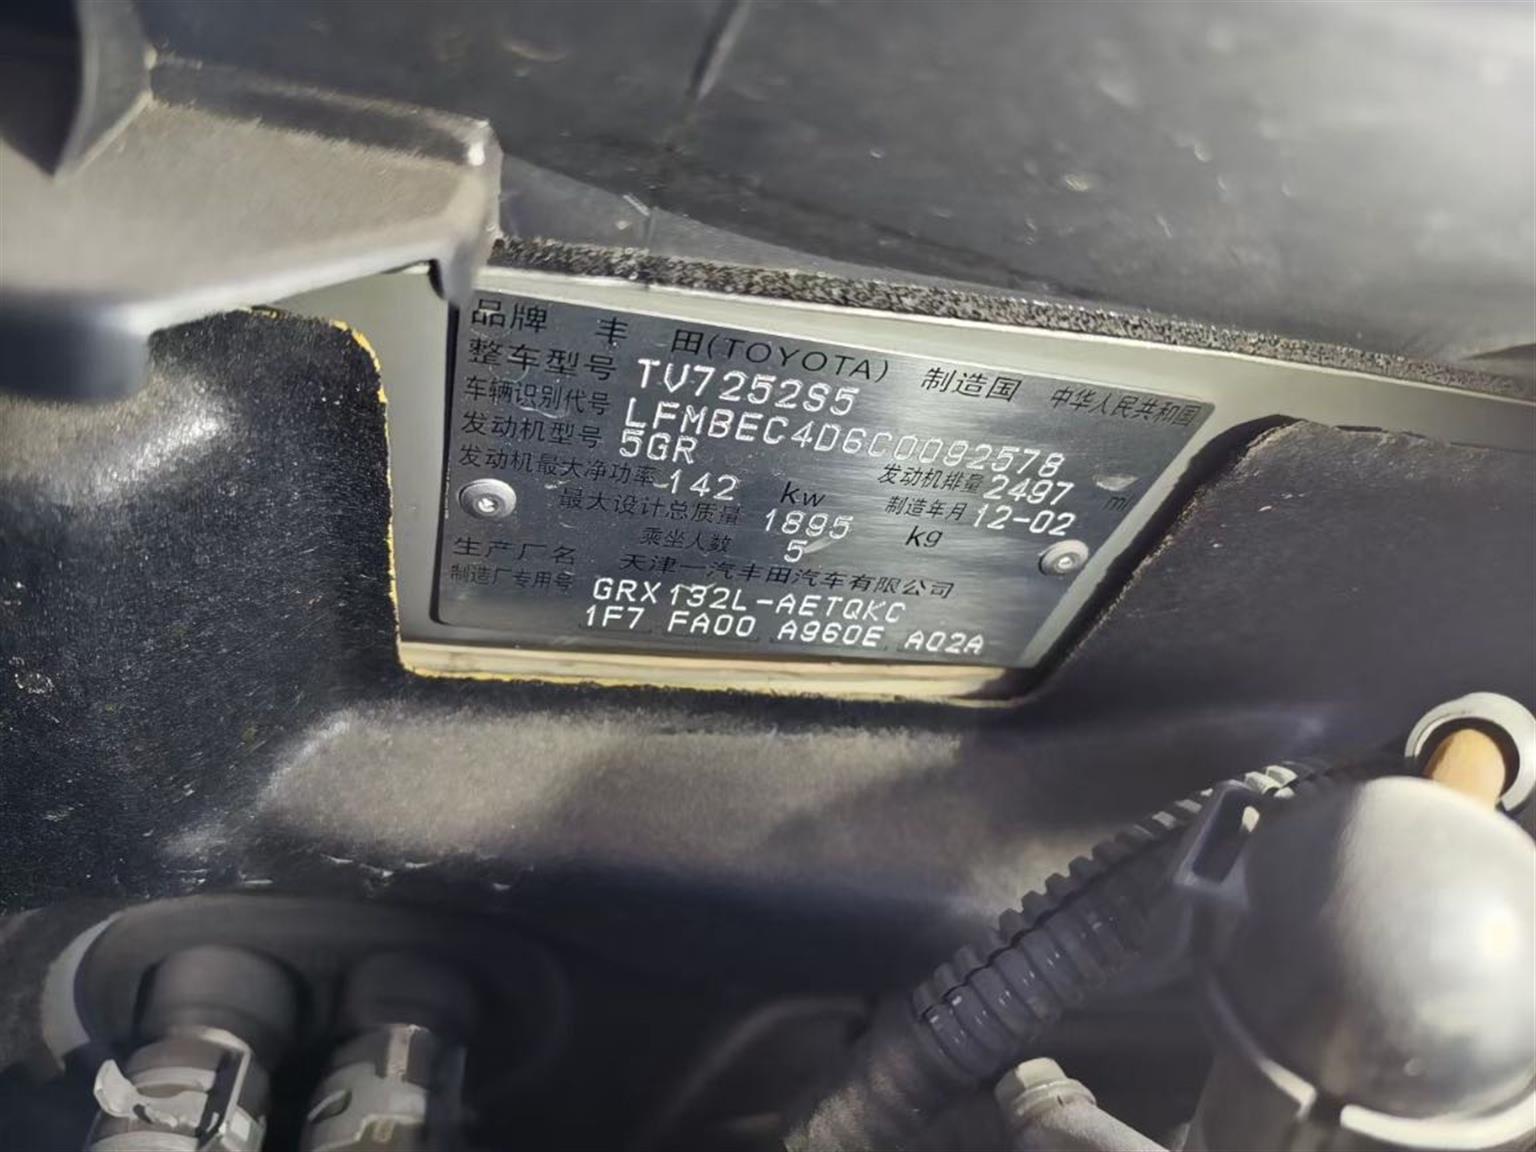 品牌 丰 田(TOYOTA) 制造国 中华人民共和国
整车型号 TV7252S5
车辆识别代号 LFMBEC4D6C0092578
发动机型号 5GR 发动机排量 2497 ml
发动机最大净功率 142 kw 制造年月 12-02
最大设计总质量 1895 kg
乘坐人数 5
生产厂名 天津一汽丰田汽车有限公司
制造厂专用号 GRX132L-AETQKC
1F7 FA00 A960E A02A